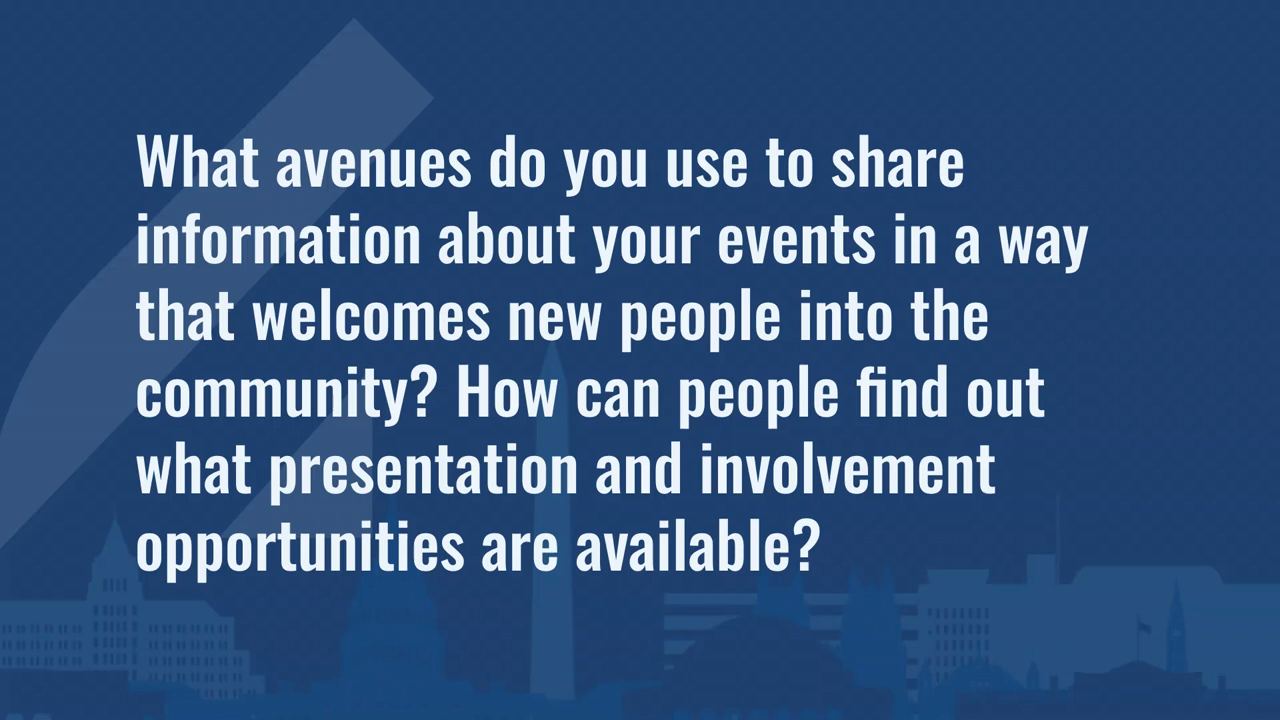 What avenues do you use to share
information about your events in a way
that welcomes new people into the
community? How can people find out
what presentation and involvement
opportunities are available?